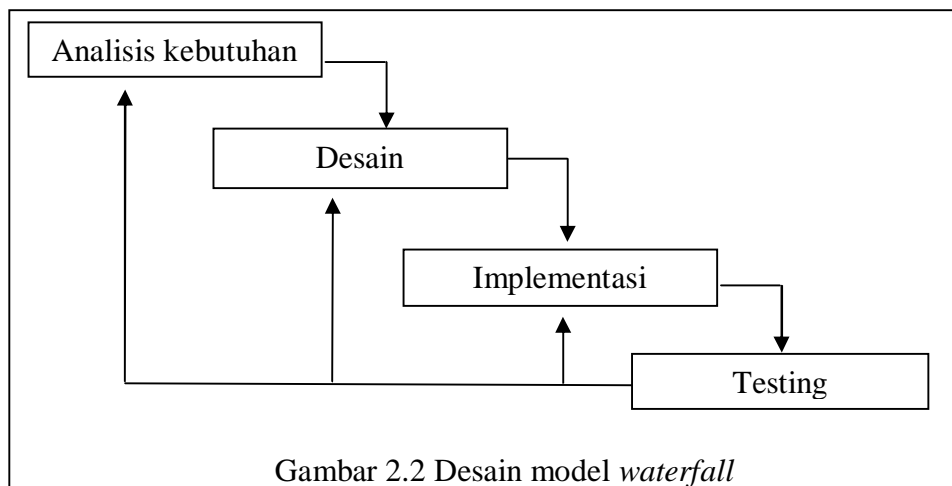 Analisis kebutuhan
Desain
Implementasi
Testing
Gambar 2.2 Desain model waterfall